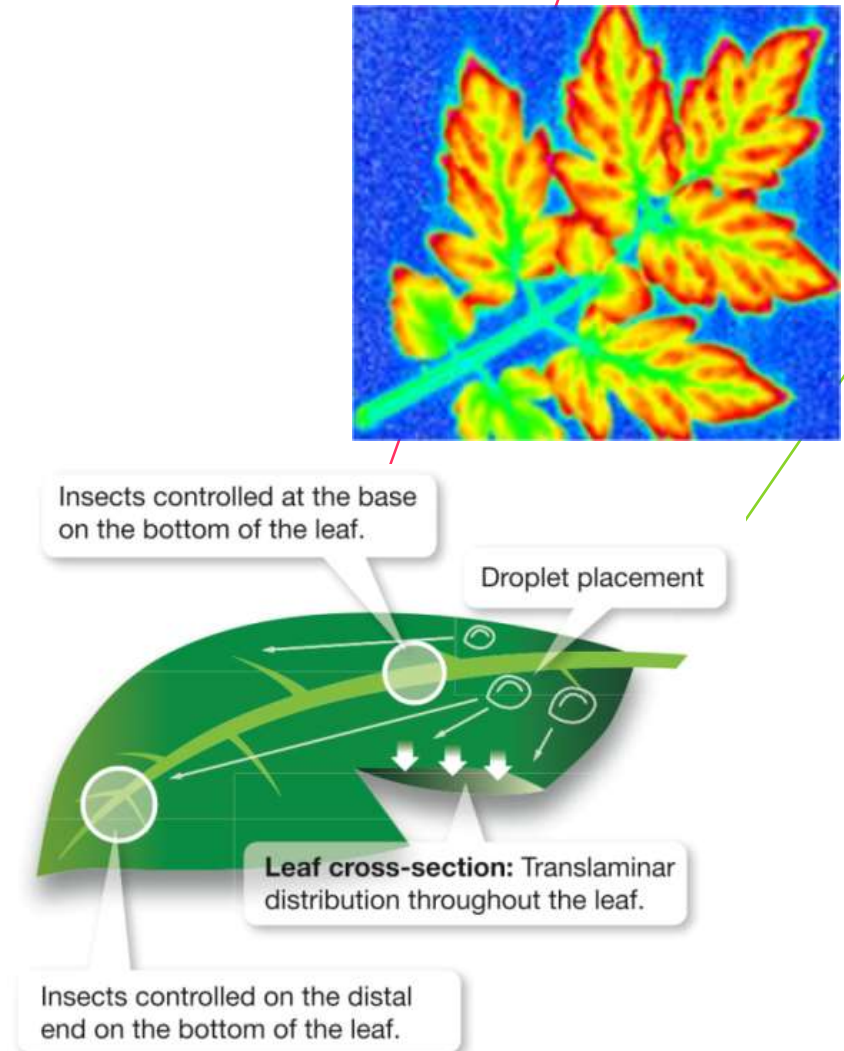 Insects controlled at the base
on the bottom of the leaf.
Droplet placement
Leaf cross-section: Translaminar
distribution throughout the leaf.
Insects controlled on the distal
end on the bottom of the leaf.